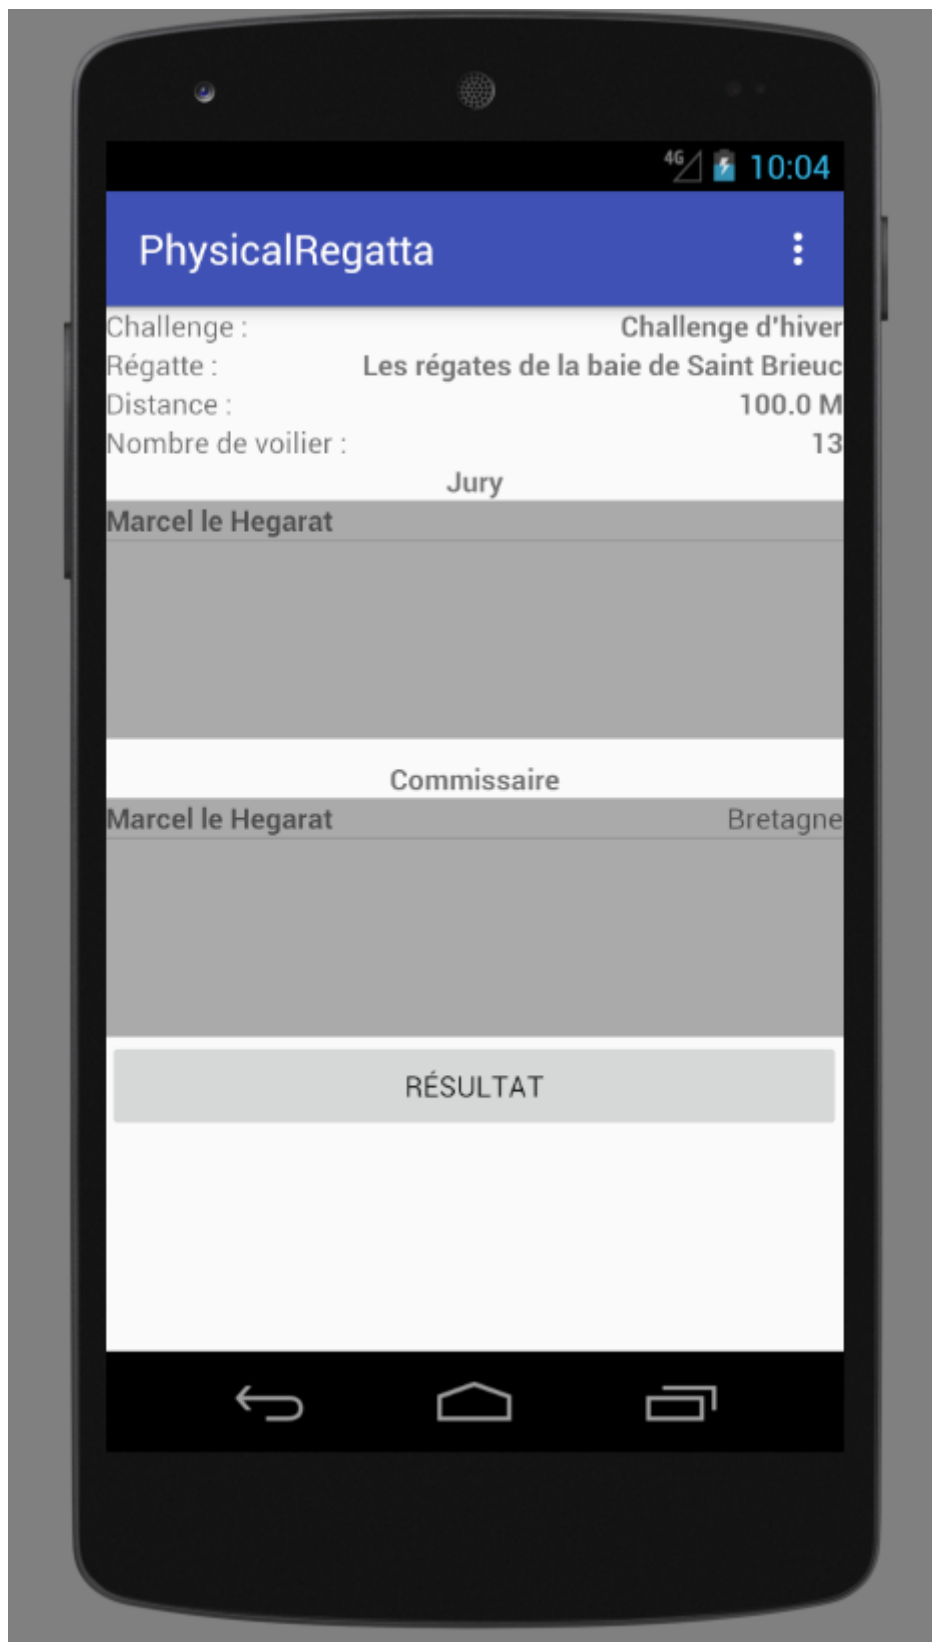 4G 10:04
PhysicalRegatta
Challenge : Challenge d'hiver
Régatte : Les régates de la baie de Saint Brieuc
Distance : 100.0 M
Nombre de voilier : 13
Jury
Marcel le Hegarat
Commissaire
Marcel le Hegarat Bretagne
RÉSULTAT